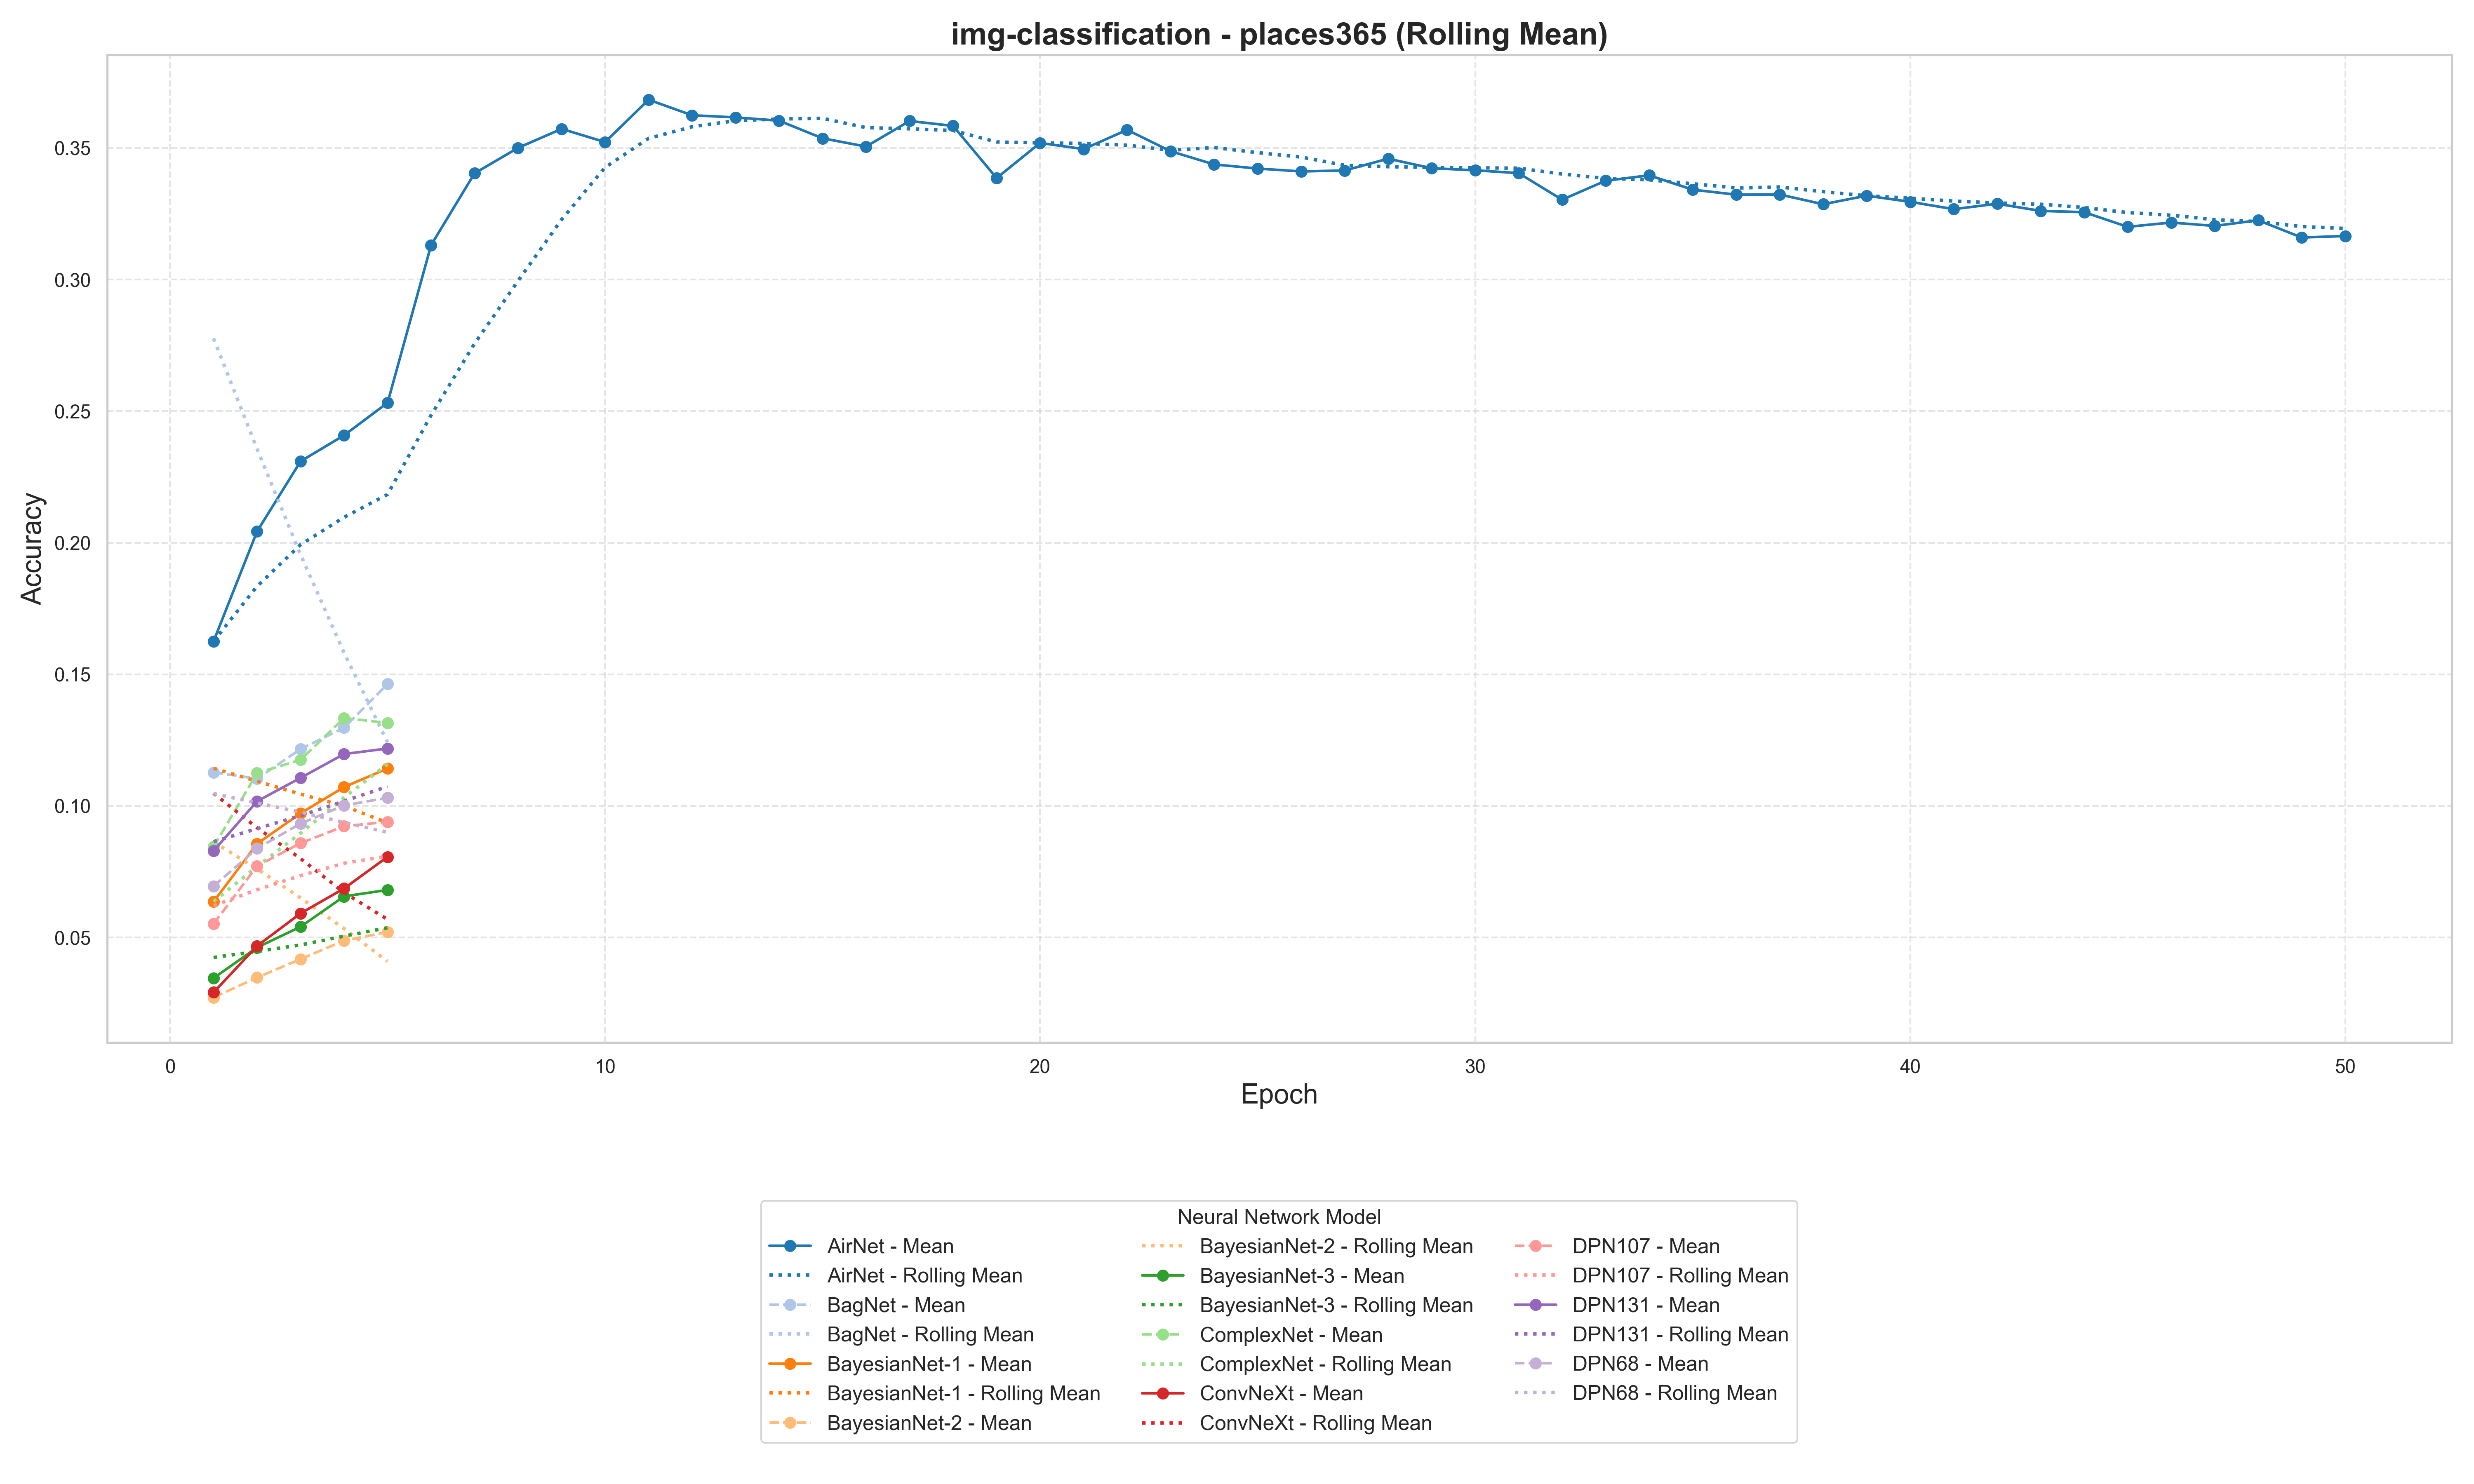 img-classification - places365 (Rolling Mean)
Accuracy
0.35
0.30
0.25
0.20
0.15
0.10
0.05
0
10
20
30
40
50
Epoch
Neural Network Model
AirNet - Mean
AirNet - Rolling Mean
BagNet - Mean
BagNet - Rolling Mean
BayesianNet-1 - Mean
BayesianNet-1 - Rolling Mean
BayesianNet-2 - Mean
BayesianNet-2 - Rolling Mean
BayesianNet-3 - Mean
BayesianNet-3 - Rolling Mean
ComplexNet - Mean
ComplexNet - Rolling Mean
ConvNeXt - Mean
ConvNeXt - Rolling Mean
DPN107 - Mean
DPN107 - Rolling Mean
DPN131 - Mean
DPN131 - Rolling Mean
DPN68 - Mean
DPN68 - Rolling Mean